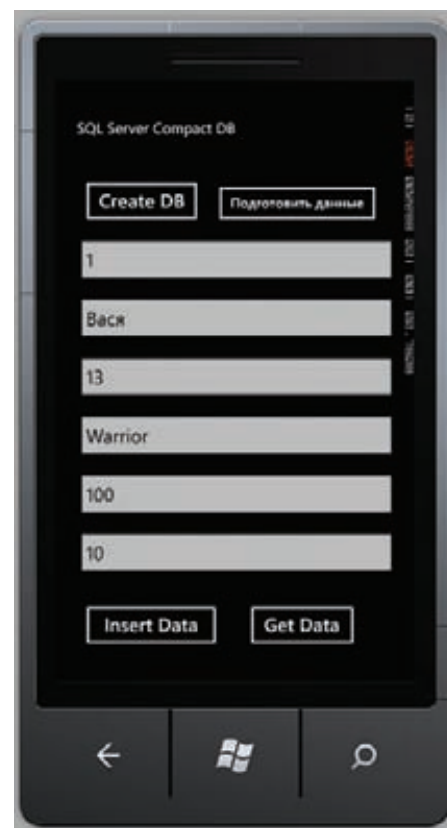 SQL Server Compact DB
Create DB Подготовить данные
1
Вася
13
Warrior
100
10
Insert Data Get Data